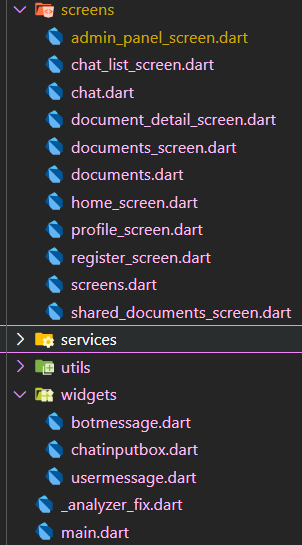 screens
admin_panel_screen.dart
chat_list_screen.dart
chat.dart
document_detail_screen.dart
documents_screen.dart
documents.dart
home_screen.dart
profile_screen.dart
register_screen.dart
screens.dart
shared_documents_screen.dart
services
utils
widgets
botmessage.dart
chatinputbox.dart
usermessage.dart
_analyzer_fix.dart
main.dart